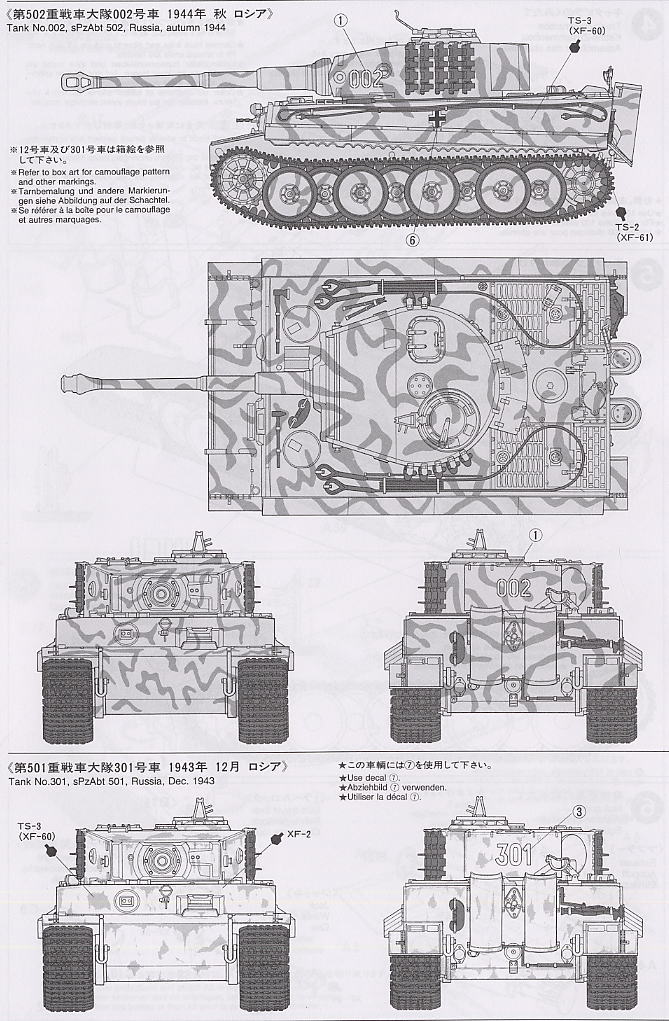 《第502重戦車大隊002号車 1944年 秋 ロシア》
Tank No.002, sPzAbt 502, Russia, autumn 1944
①
TS-3
(XF-60)
002
※12号車及び301号車は箱絵を参照
して下さい。
※Refer to box art for camouflage pattern
and other markings.
※Tarnbemalung und andere Markierun-
gen siehe Abbildung auf der Schachtel.
※Se référer à la boîte pour le camouflage
et autres marquages.
⑥
TS-2
(XF-61)
①
002
《第501重戦車大隊301号車 1943年 12月 ロシア》
Tank No.301, sPzAbt 501, Russia, Dec. 1943
★この車輌には⑦を使用して下さい。
★Use decal ⑦.
★Abziehbild ⑦ verwenden.
★Utiliser la décal ⑦.
TS-3
(XF-60)
XF-2
③
301